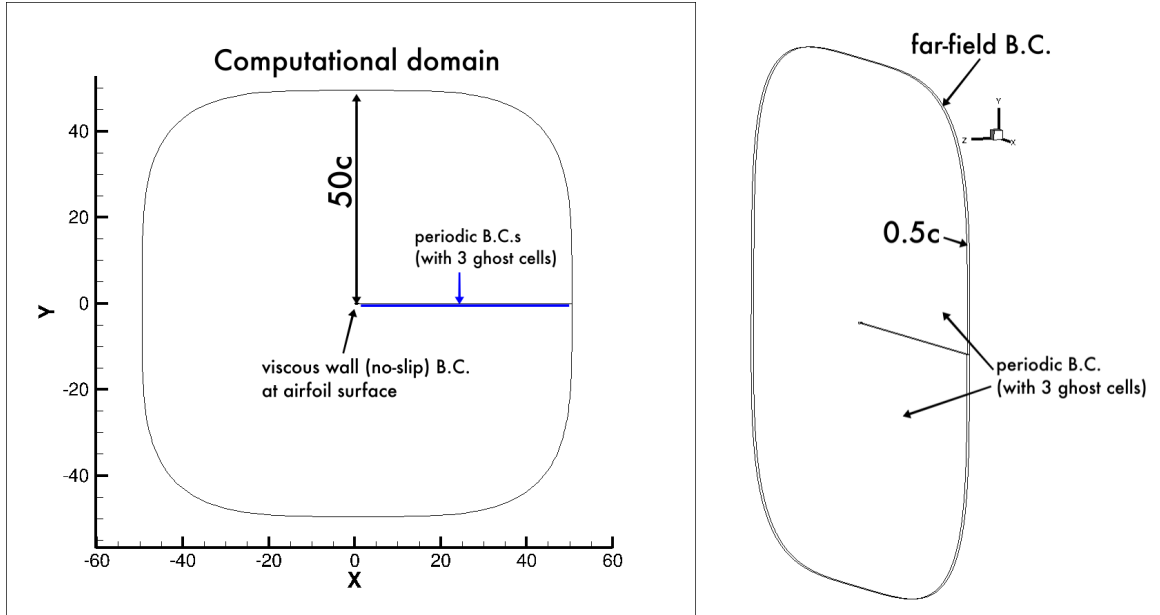 Computational domain
40
20
0
-20
-40
Y
50c
periodic B.C.s
(with 3 ghost cells)
viscous wall (no-slip) B.C.
at airfoil surface
-60
-40
-20
0
20
40
60
X
far-field B.C.
Y
Z
X
0.5c
periodic B.C.
(with 3 ghost cells)